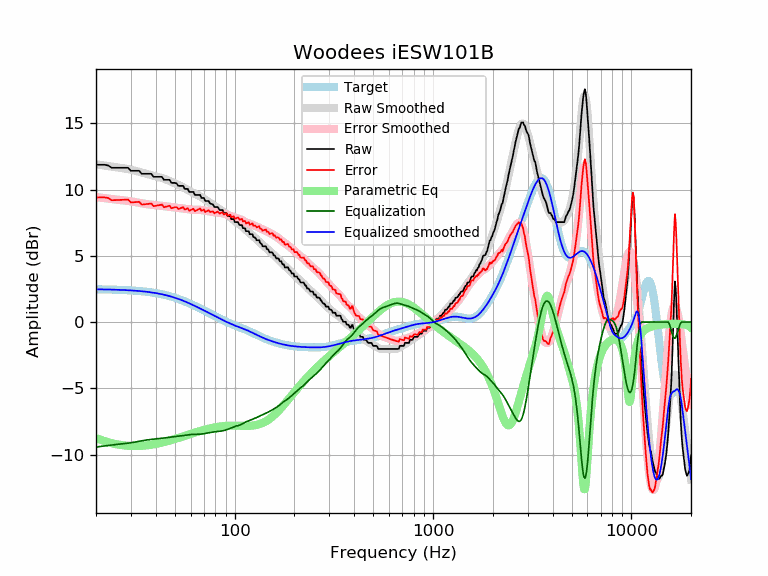 Woodees iESW101B
Target
Raw Smoothed
Error Smoothed
Raw
Error
Parametric Eq
Equalization
Equalized smoothed
Amplitude (dBr)
15
10
5
0
−5
−10
100
1000
10000
Frequency (Hz)